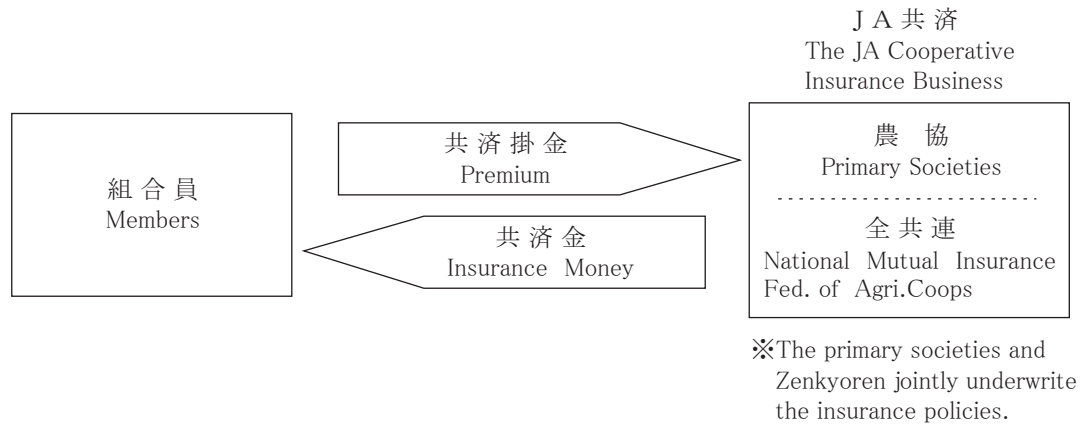 JA共済
The JA Cooperative
Insurance Business
組合員
Members
共済掛金
Premium
共済金
Insurance Money
農協
Primary Societies
全共連
National Mutual Insurance
Fed. of Agri.Coops
※The primary societies and
Zenkyoren jointly underwrite
the insurance policies.